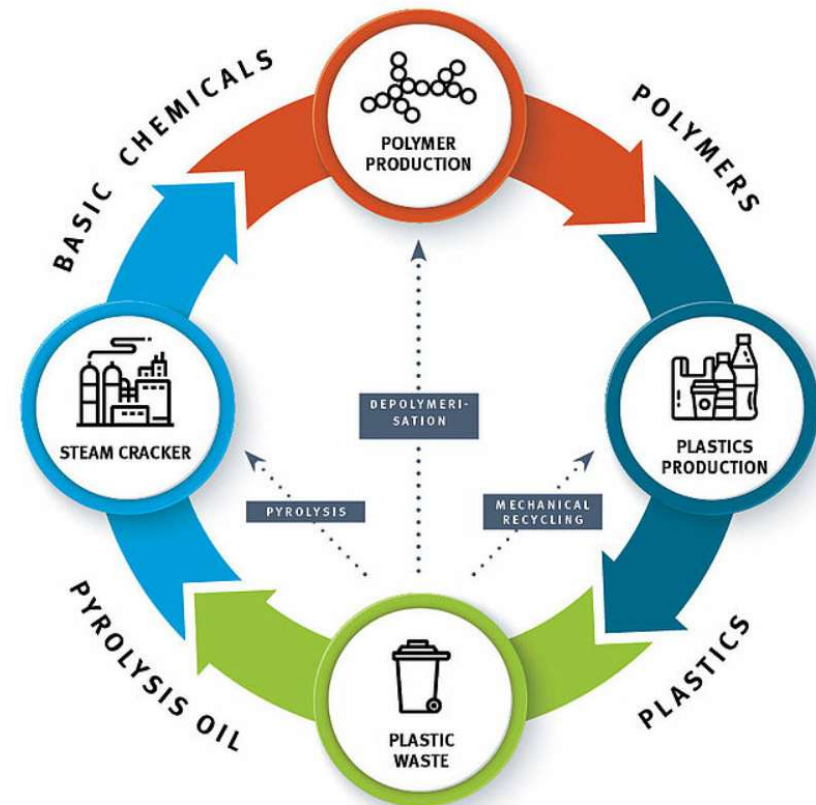 BASIC CHEMICALS
POLYMERS
POLYMER
PRODUCTION
STEAM CRACKER
DEPOLYMERI-
SATION
PLASTICS
PRODUCTION
PYROLYSIS
MECHANICAL
RECYCLING
PYROLYSIS OIL
PLASTICS
PLASTIC
WASTE